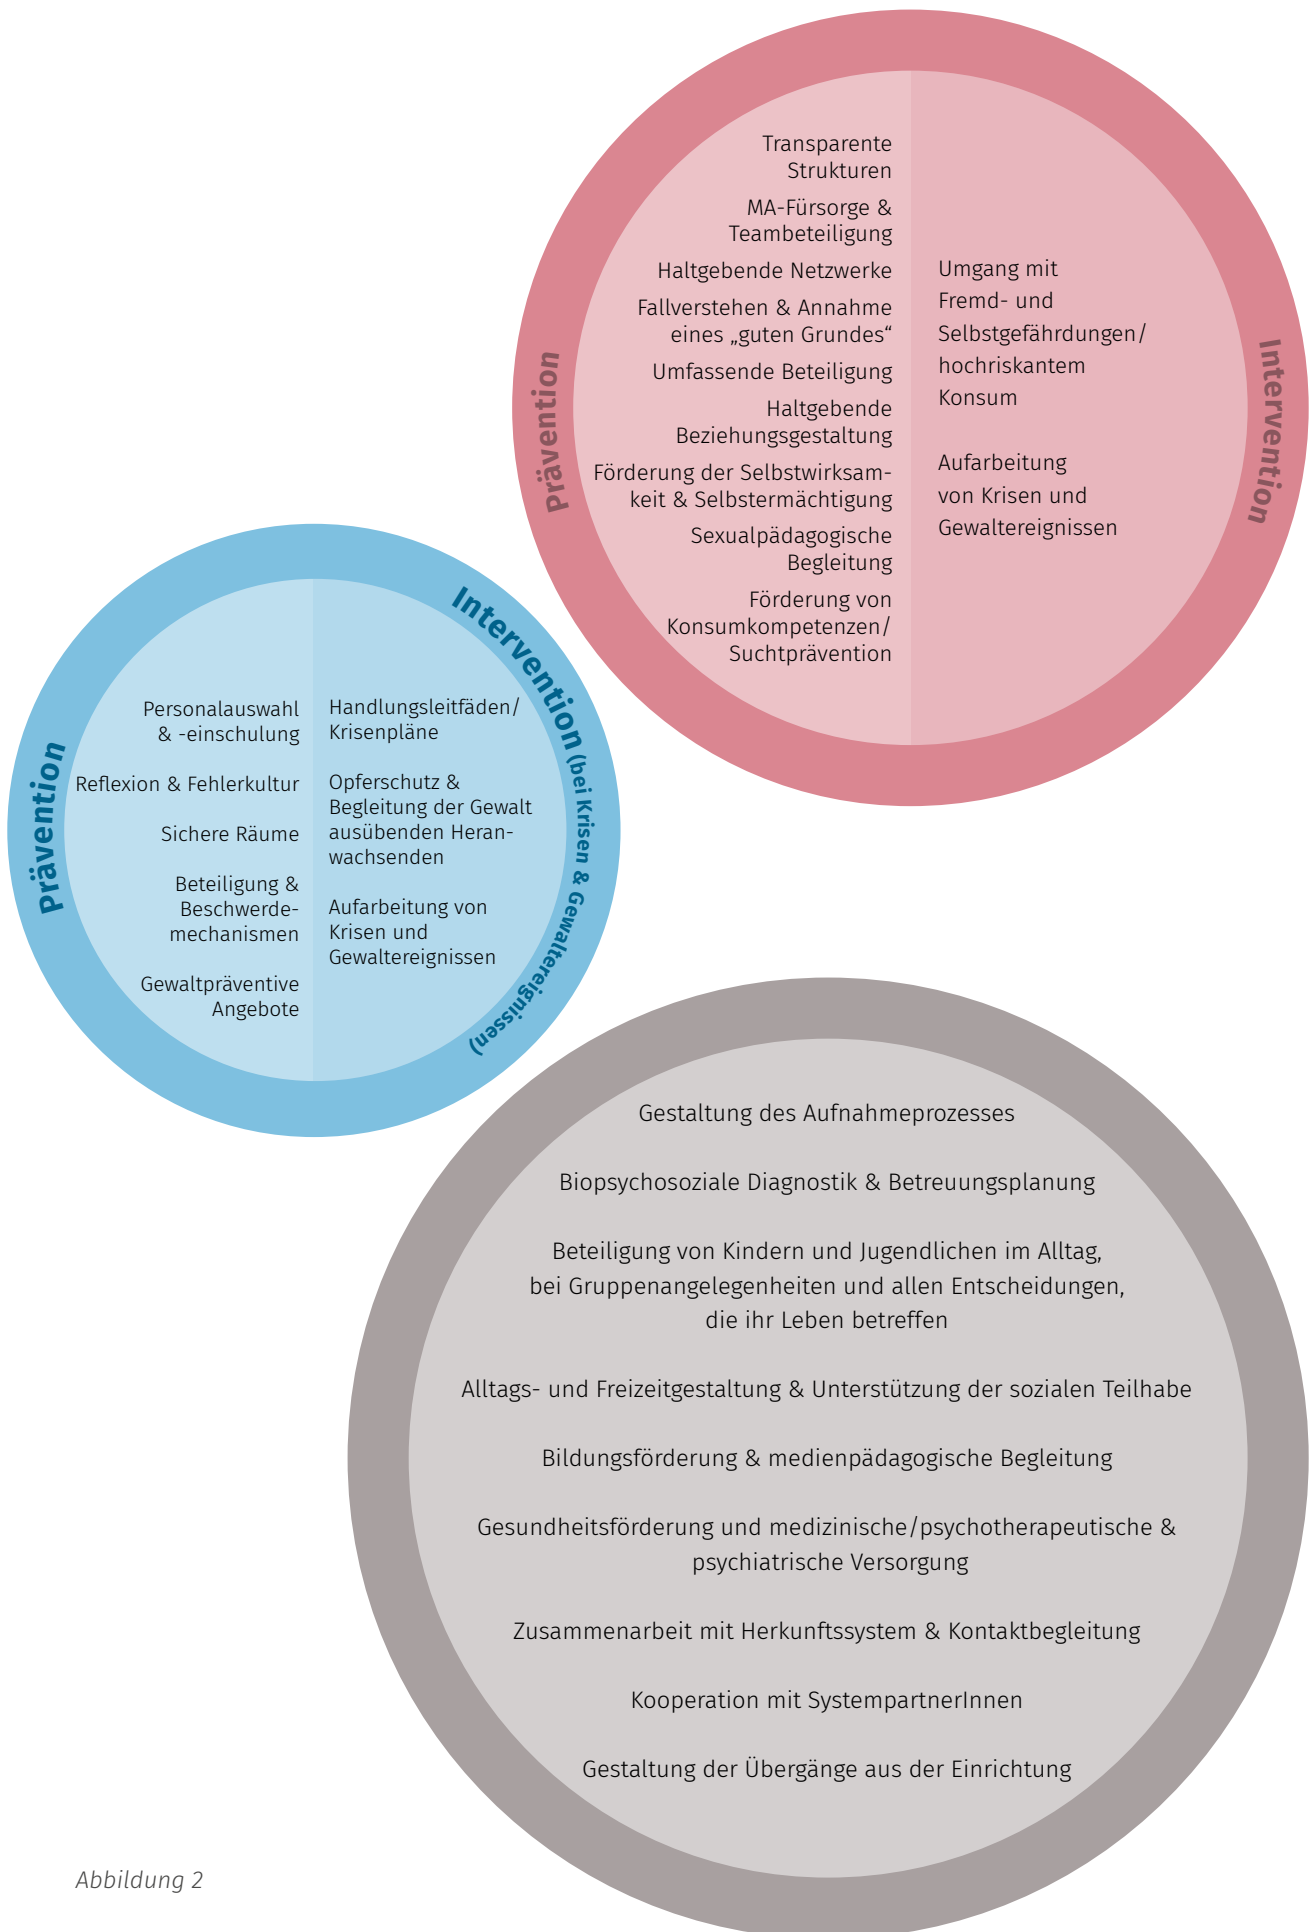 Prävention
Transparente
Strukturen
MA-Fürsorge &
Teambeteiligung
Haltgebende Netzwerke
Fallverstehen & Annahme
eines „guten Grundes“
Umfassende Beteiligung
Haltgebende
Beziehungsgestaltung
Förderung der Selbstwirksam-
keit & Selbstermächtigung
Sexualpädagogische
Begleitung
Förderung von
Konsumkompetenzen/
Suchtprävention
Intervention
Umgang mit
Fremd- und
Selbstgefährdungen/
hochriskantem
Konsum
Aufarbeitung
von Krisen und
Gewaltereignissen
Prävention
Personalauswahl
& -einschulung
Reflexion & Fehlerkultur
Sichere Räume
Beteiligung &
Beschwerde-
mechanismen
Gewaltpräventive
Angebote
Intervention (bei Krisen & Gewaltereignissen)
Handlungsleitfäden/
Krisenpläne
Opferschutz &
Begleitung der Gewalt
ausübenden Heran-
wachsenden
Aufarbeitung von
Krisen und
Gewaltereignissen
Gestaltung des Aufnahmeprozesses
Biopsychosoziale Diagnostik & Betreuungsplanung
Beteiligung von Kindern und Jugendlichen im Alltag,
bei Gruppenangelegenheiten und allen Entscheidungen,
die ihr Leben betreffen
Alltags- und Freizeitgestaltung & Unterstützung der sozialen Teilhabe
Bildungsförderung & medienpädagogische Begleitung
Gesundheitsförderung und medizinische/psychotherapeutische &
psychiatrische Versorgung
Zusammenarbeit mit Herkunftssystem & Kontaktbegleitung
Kooperation mit SystempartnerInnen
Gestaltung der Übergänge aus der Einrichtung
Abbildung 2